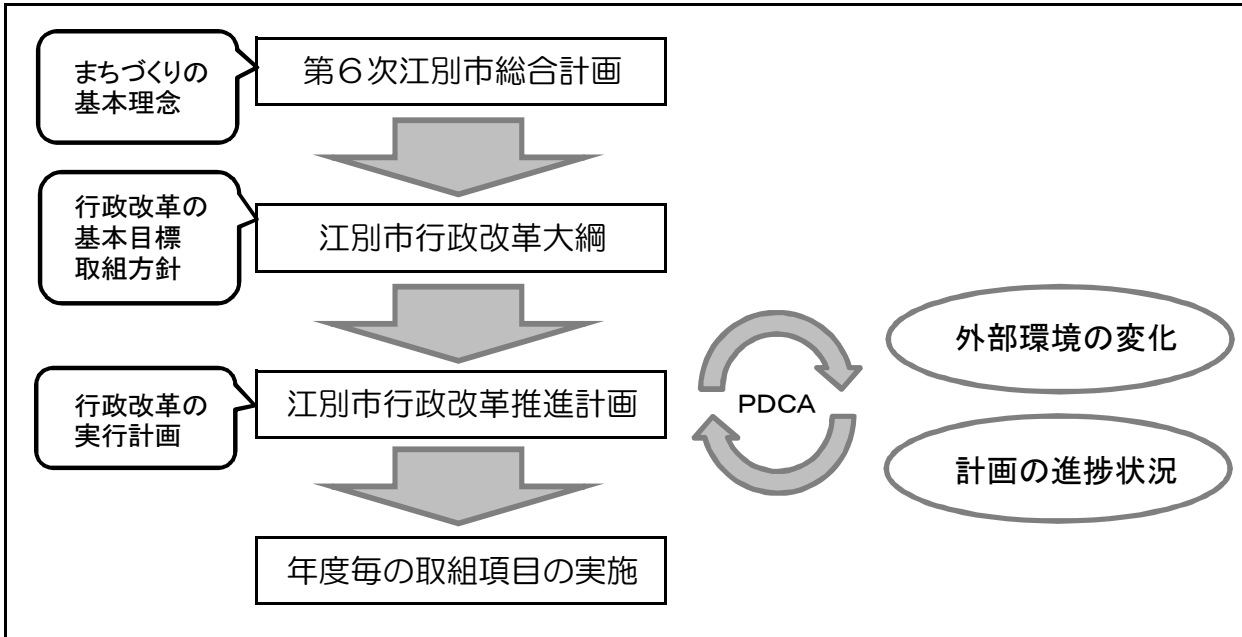 まちづくりの
基本理念
第６次江別市総合計画
行政改革の
基本目標
取組方針
江別市行政改革大綱
行政改革の
実行計画
江別市行政改革推進計画
年度毎の取組項目の実施
PDCA
外部環境の変化
計画の進捗状況